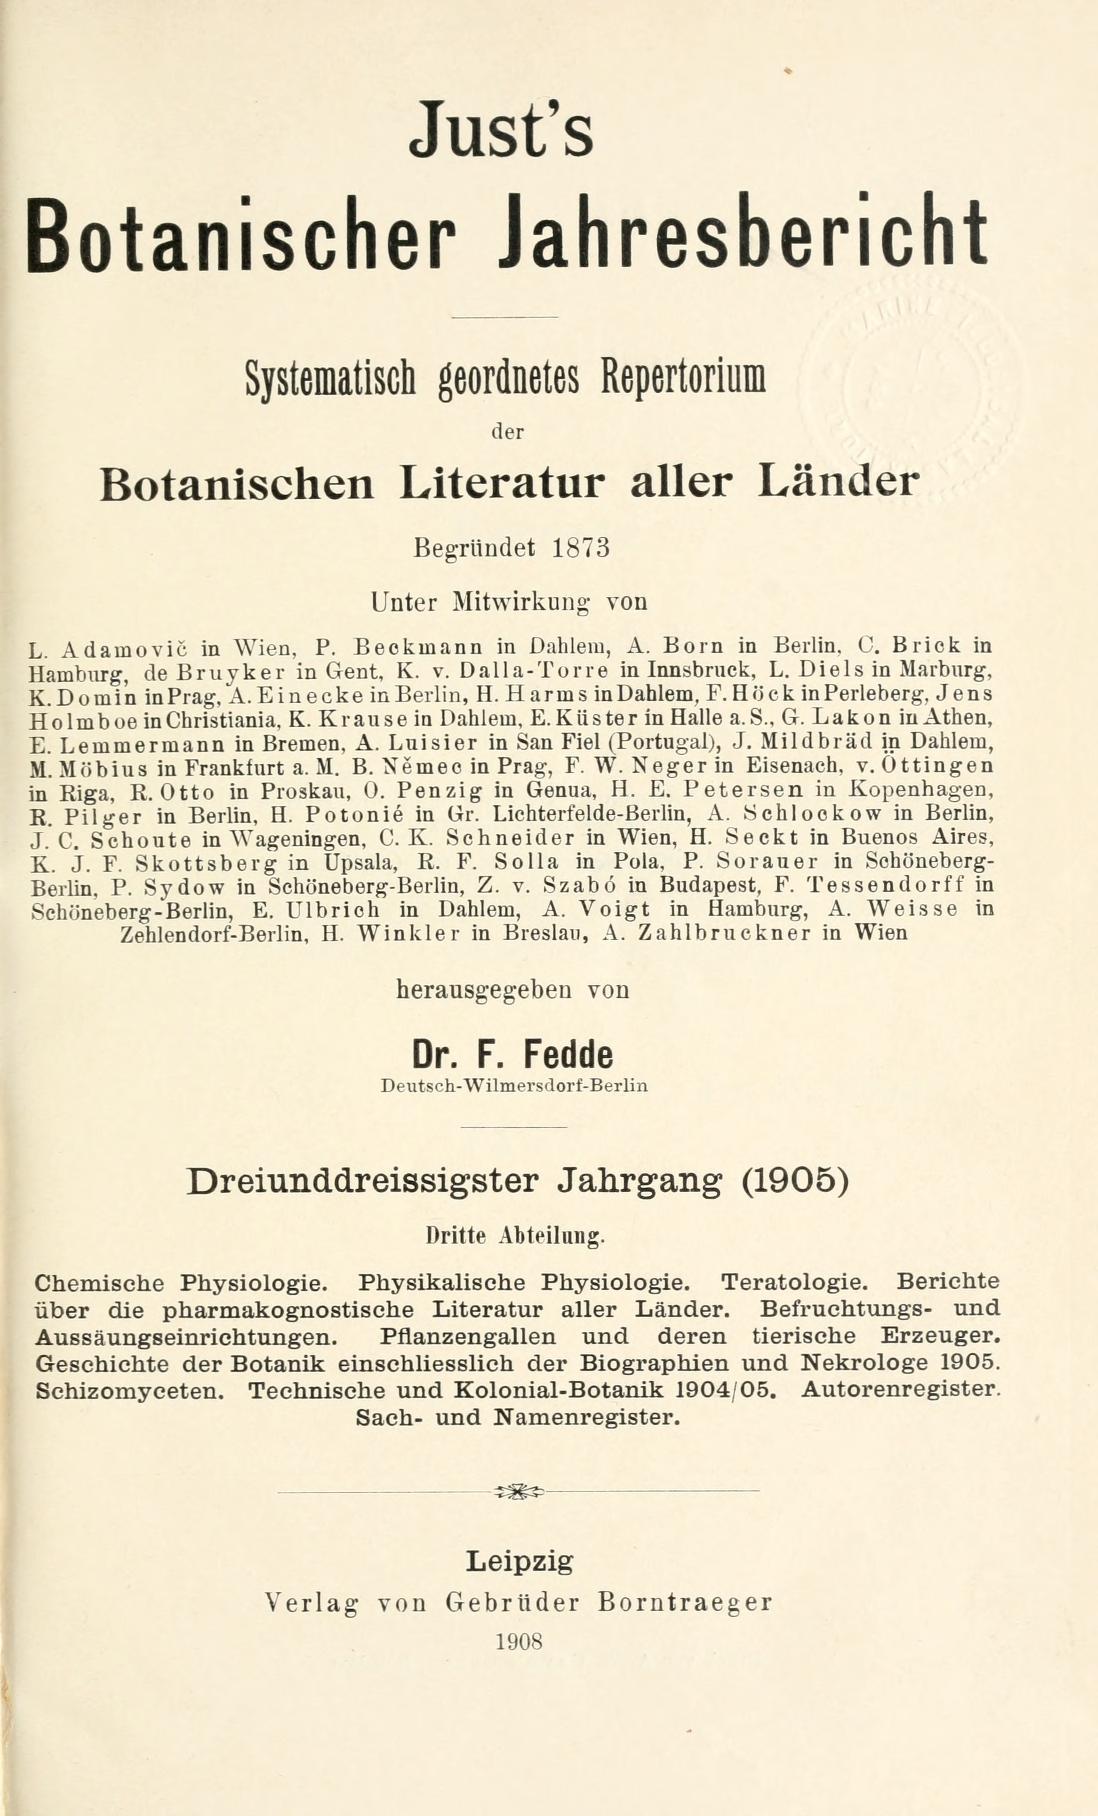 Just's
Botanischer Jahresbericht
Systematisch geordnetes Repertorium
der
Botanischen Literatur aller Länder
Begründet 1873
Unter Mitwirkung von
L. Adamovič in Wien, P. Beckmann in Dahlem, A. Born in Berlin, C. Brick in
Hamburg, de Bruyker in Gent, K. v. Dalla-Torre in Innsbruck, L. Diels in Marburg,
K. Domin in Prag, A. Einecke in Berlin, H. Harms in Dahlem, F. Höck in Perleberg, Jens
Holmboe in Christiania, K. Krause in Dahlem, E. Küster in Halle a. S., G. Lakon in Athen,
E. Lemmermann in Bremen, A. Luisier in San Fiel (Portugal), J. Mildbräd in Dahlem,
M. Möbius in Frankfurt a. M. B. Němec in Prag, F. W. Neger in Eisenach, v. Öttingen
in Riga, R. Otto in Proskau, O. Penzig in Genua, H. E. Petersen in Kopenhagen,
R. Pilger in Berlin, H. Potonié in Gr. Lichterfelde-Berlin, A. Schlockow in Berlin,
J. C. Schoute in Wageningen, C. K. Schneider in Wien, H. Seckt in Buenos Aires,
K. J. F. Skottsberg in Upsala, R. F. Solla in Pola, P. Sorauer in Schöneberg-
Berlin, P. Sydow in Schöneberg-Berlin, Z. v. Szabó in Budapest, F. Tessendorff in
Schöneberg-Berlin, E. Ulbrich in Dahlem, A. Voigt in Hamburg, A. Weisse in
Zehlendorf-Berlin, H. Winkler in Breslau, A. Zahlbruckner in Wien
herausgegeben von
Dr. F. Fedde
Deutsch-Wilmersdorf-Berlin
Dreiunddreissigster Jahrgang (1905)
Dritte Abteilung.
Chemische Physiologie. Physikalische Physiologie. Teratologie. Berichte
über die pharmakognostische Literatur aller Länder. Befruchtungs- und
Aussäungseinrichtungen. Pflanzengallen und deren tierische Erzeuger.
Geschichte der Botanik einschliesslich der Biographien und Nekrologe 1905.
Schizomyceten. Technische und Kolonial-Botanik 1904/05. Autorenregister.
Sach- und Namenregister.
Leipzig
Verlag von Gebrüder Borntraeger
1908